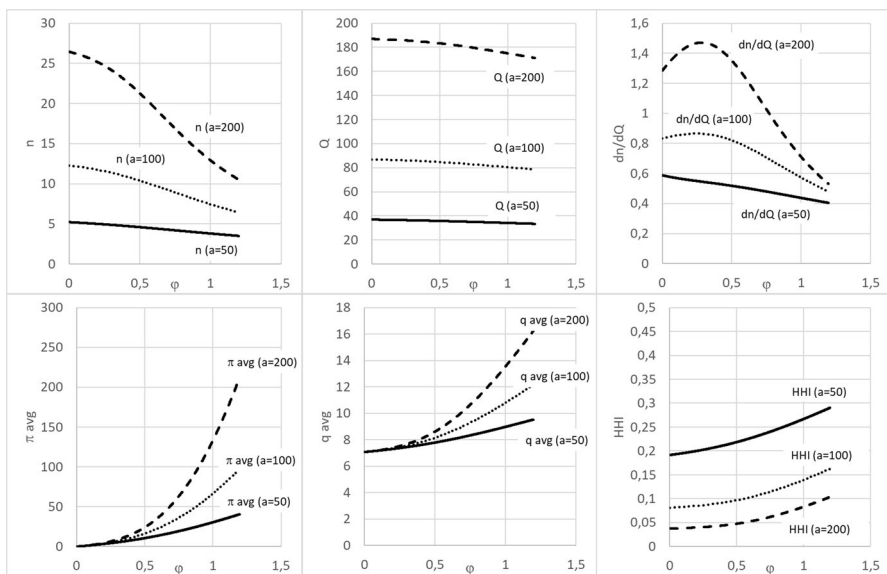 30
25
20
15
10
5
0
n
n (a=200)
n (a=100)
n (a=50)
0
0,5
1
1,5
φ
200
180
160
140
120
100
80
60
40
20
0
Q
Q (a=200)
Q (a=100)
Q (a=50)
0
0,5
1
1,5
φ
1,6
1,4
1,2
1
0,8
0,6
0,4
0,2
0
dn/dQ
dn/dQ (a=200)
dn/dQ (a=100)
dn/dQ (a=50)
0
0,5
1
1,5
φ
300
250
200
150
100
50
0
π avg
π avg (a=200)
π avg (a=100)
π avg (a=50)
0
0,5
1
1,5
φ
18
16
14
12
10
8
6
4
2
0
q avg
q avg (a=200)
q avg (a=100)
q avg (a=50)
0
0,5
1
1,5
φ
0,5
0,45
0,4
0,35
0,3
0,25
0,2
0,15
0,1
0,05
0
HHI
HHI (a=50)
HHI (a=100)
HHI (a=200)
0
0,5
1
1,5
φ